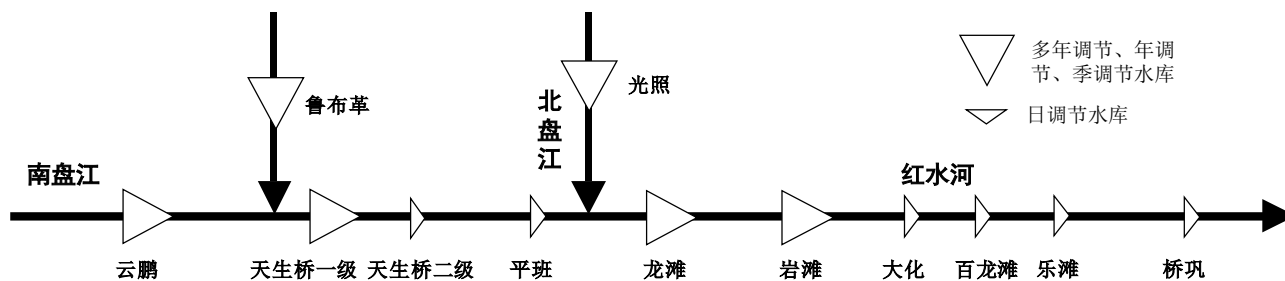 多年调节、年调
节、季调节水库
日调节水库
鲁布革
光照
北
盘
江
南盘江
红水河
云鹏
天生桥一级
天生桥二级
平班
龙滩
岩滩
大化
百龙滩
乐滩
桥巩